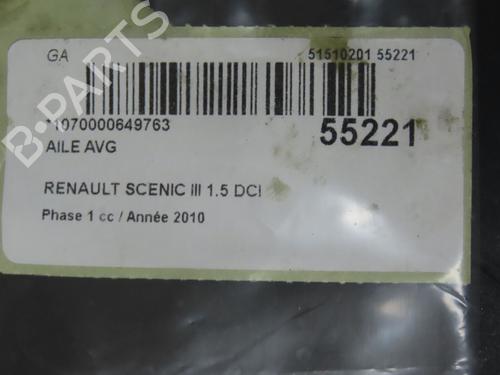 GA 51510201 55221
*1070000649763 55221
AILE AVG
RENAULT SCENIC III 1.5 DCI
Phase 1 cc / Année 2010
B-PARTS